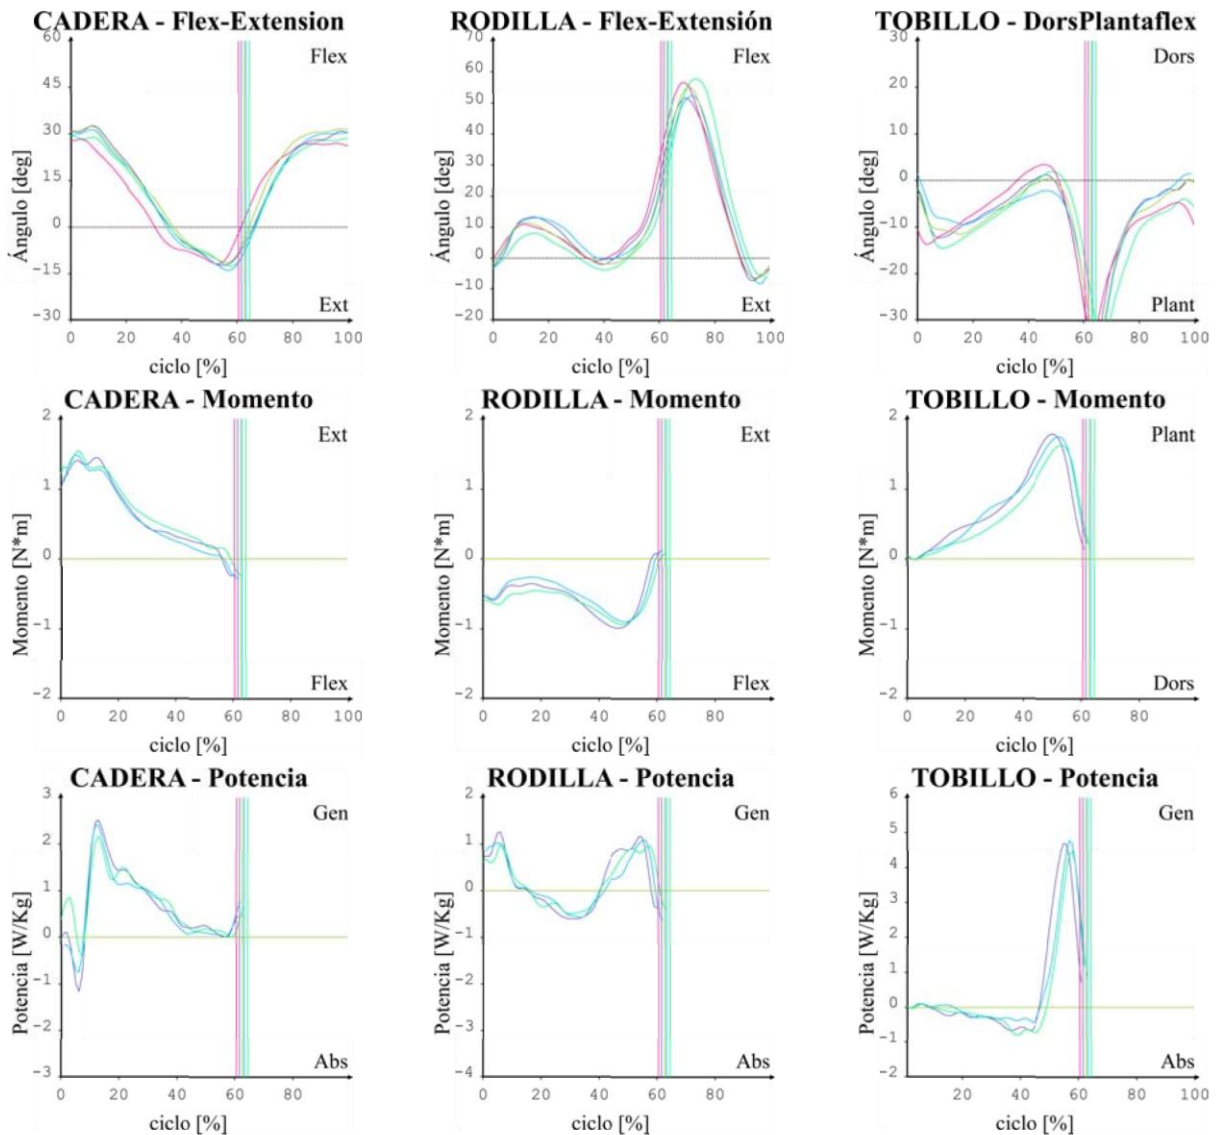 CADERA - Flex-Extension
60
45
30
15
0
-15
-30
Ángulo [deg]
Flex
Ext
0 20 40 60 80 100
ciclo [%]
RODILLA - Flex-Extensión
70
60
50
40
30
20
10
0
-10
-20
Ángulo [deg]
Flex
Ext
0 20 40 60 80 100
ciclo [%]
TOBILLO - DorsPlantaflex
30
20
10
0
-10
-20
-30
Ángulo [deg]
Dors
Plant
0 20 40 60 80 100
ciclo [%]
CADERA - Momento
2
1
0
-1
-2
Momento [N*m]
Ext
Flex
0 20 40 60 80 100
ciclo [%]
RODILLA - Momento
2
1
0
-1
-2
Momento [N*m]
Ext
Flex
0 20 40 60 80
ciclo [%]
TOBILLO - Momento
2
1
0
-1
-2
Momento [N*m]
Plant
Dors
0 20 40 60 80
ciclo [%]
CADERA - Potencia
3
2
1
0
-1
-2
-3
Potencia [W/Kg]
Gen
Abs
0 20 40 60 80
ciclo [%]
RODILLA - Potencia
2
1
0
-1
-2
-3
-4
Potencia [W/Kg]
Gen
Abs
0 20 40 60 80
ciclo [%]
TOBILLO - Potencia
6
5
4
3
2
1
0
-1
-2
Potencia [W/Kg]
Gen
Abs
20 40 60 80
ciclo [%]